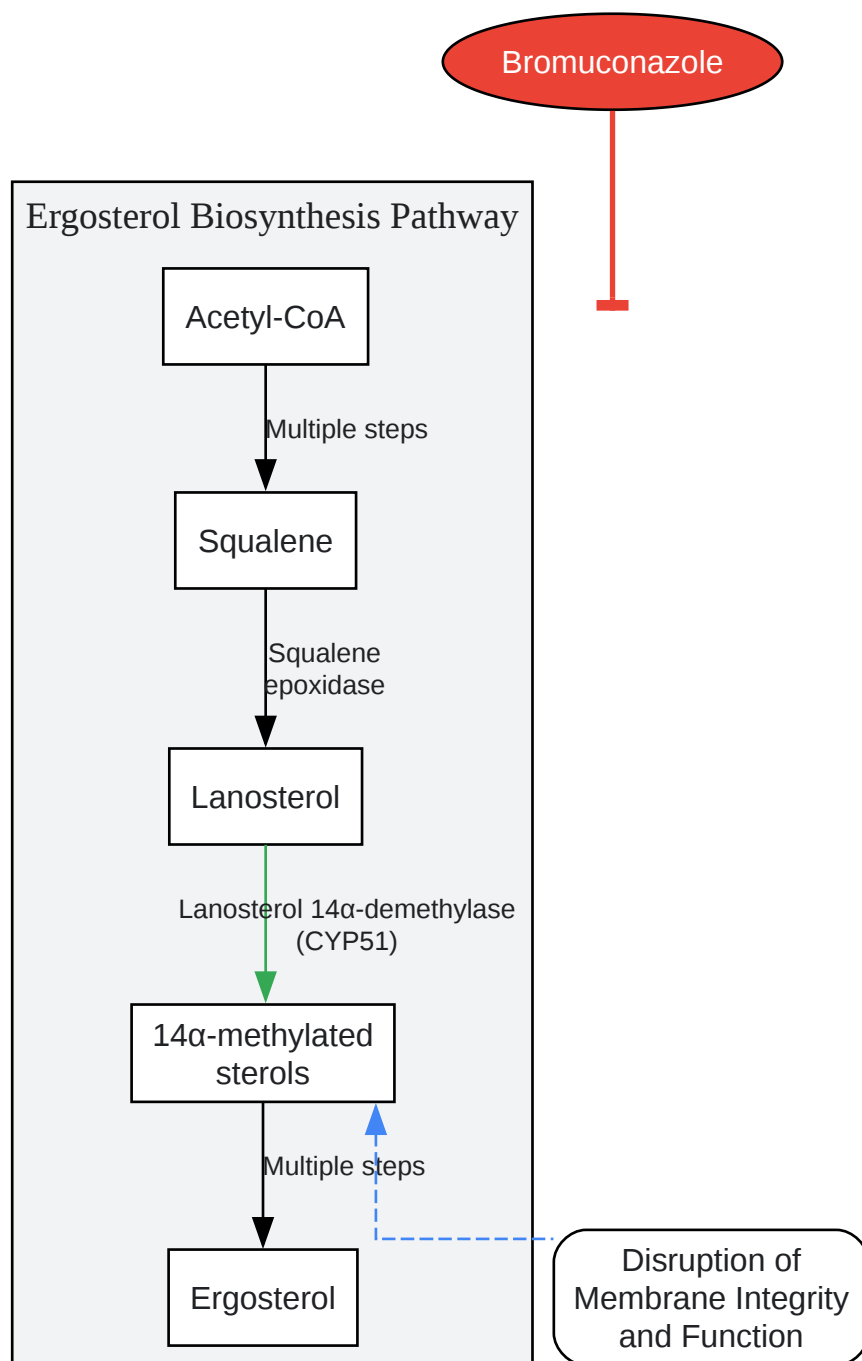 Bromuconazole
Ergosterol Biosynthesis Pathway
Acetyl-CoA
Multiple steps
Squalene
Squalene
epoxidase
Lanosterol
Lanosterol 14α-demethylase
(CYP51)
14α-methylated
sterols
Multiple steps
Ergosterol
Disruption of
Membrane Integrity
and Function